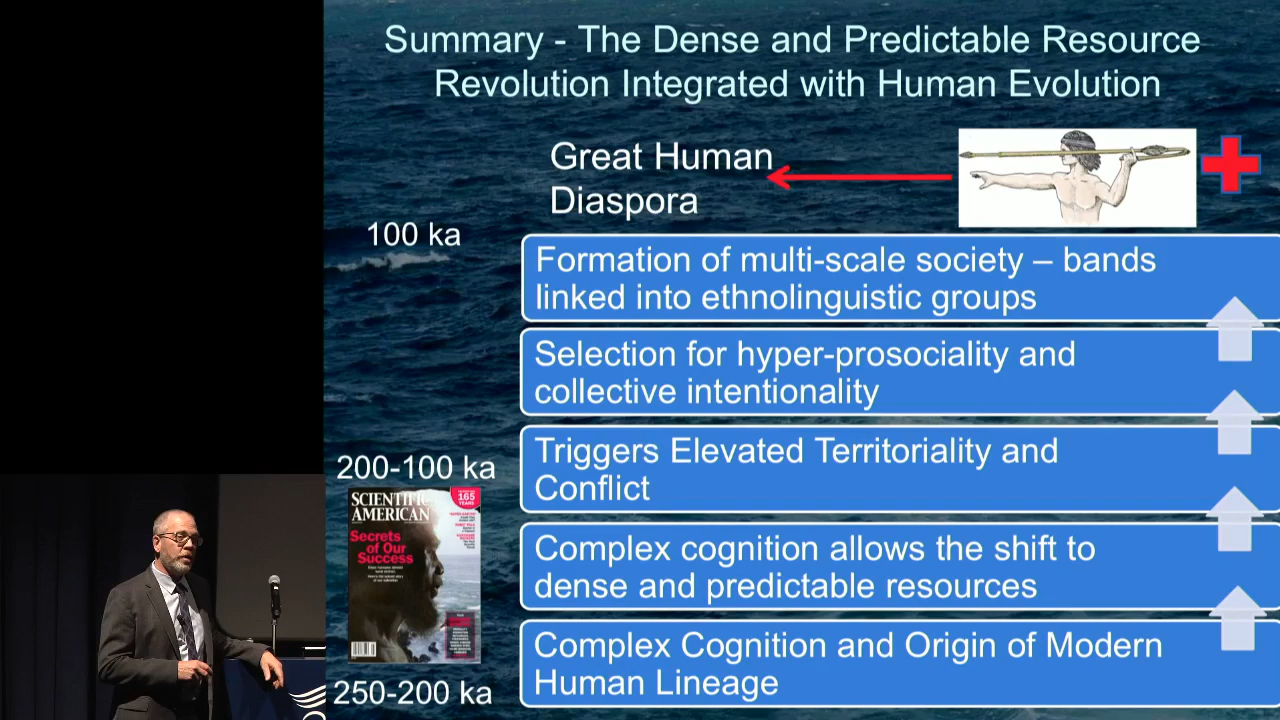 Summary - The Dense and Predictable Resource
Revolution Integrated with Human Evolution
Great Human
Diaspora
100 ka
Formation of multi-scale society – bands
linked into ethnolinguistic groups
Selection for hyper-prosociality and
collective intentionality
200-100 ka
Triggers Elevated Territoriality and
Conflict
SCIENTIFIC
AMERICAN
165
YEARS
Secrets
of Our
Success
Complex cognition allows the shift to
dense and predictable resources
Complex Cognition and Origin of Modern
Human Lineage
250-200 ka